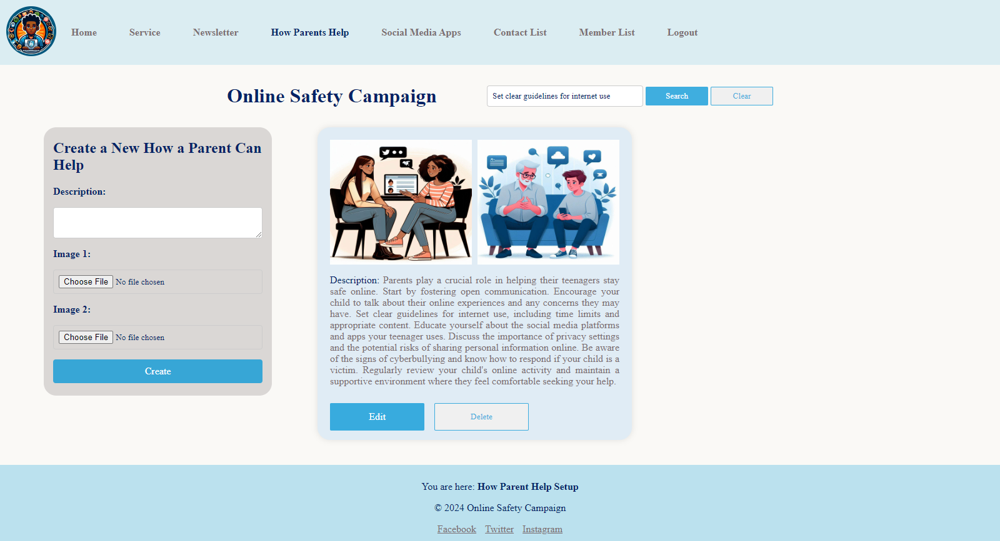 Home Service Newsletter How Parents Help Social Media Apps Contact List Member List Logout
Online Safety Campaign
Set clear guidelines for internet use Search Clear
Create a New How a Parent Can
Help
Description:
Image 1:
Choose File No file chosen
Image 2:
Choose File No file chosen
Create
Description: Parents play a crucial role in helping their teenagers stay
safe online. Start by fostering open communication. Encourage your
child to talk about their online experiences and any concerns they may
have. Set clear guidelines for internet use, including time limits and
appropriate content. Educate yourself about the social media platforms
and apps your teenager uses. Discuss the importance of privacy settings
and the potential risks of sharing personal information online. Be aware
of the signs of cyberbullying and know how to respond if your child is a
victim. Regularly review your child's online activity and maintain a
supportive environment where they feel comfortable seeking your help.
Edit Delete
You are here: How Parent Help Setup
© 2024 Online Safety Campaign
Facebook Twitter Instagram